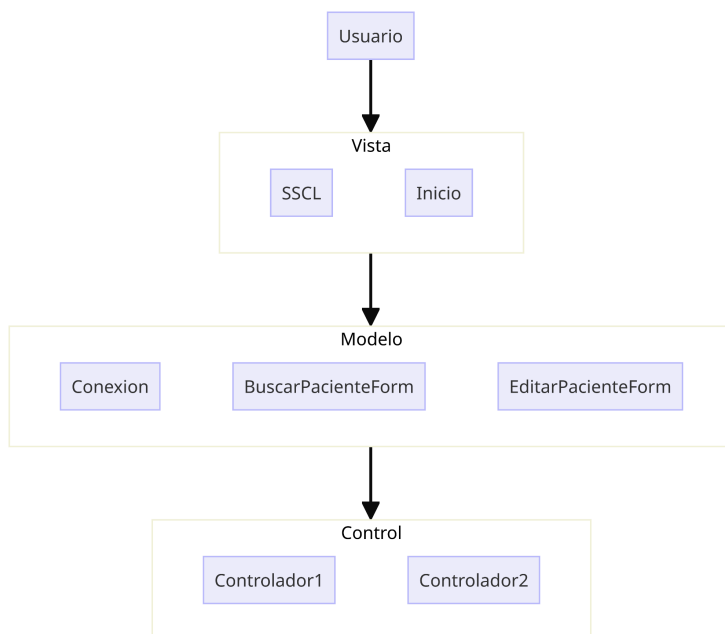 Usuario
Vista
SSCL
Inicio
Modelo
Conexion
BuscarPacienteForm
EditarPacienteForm
Control
Controlador1
Controlador2